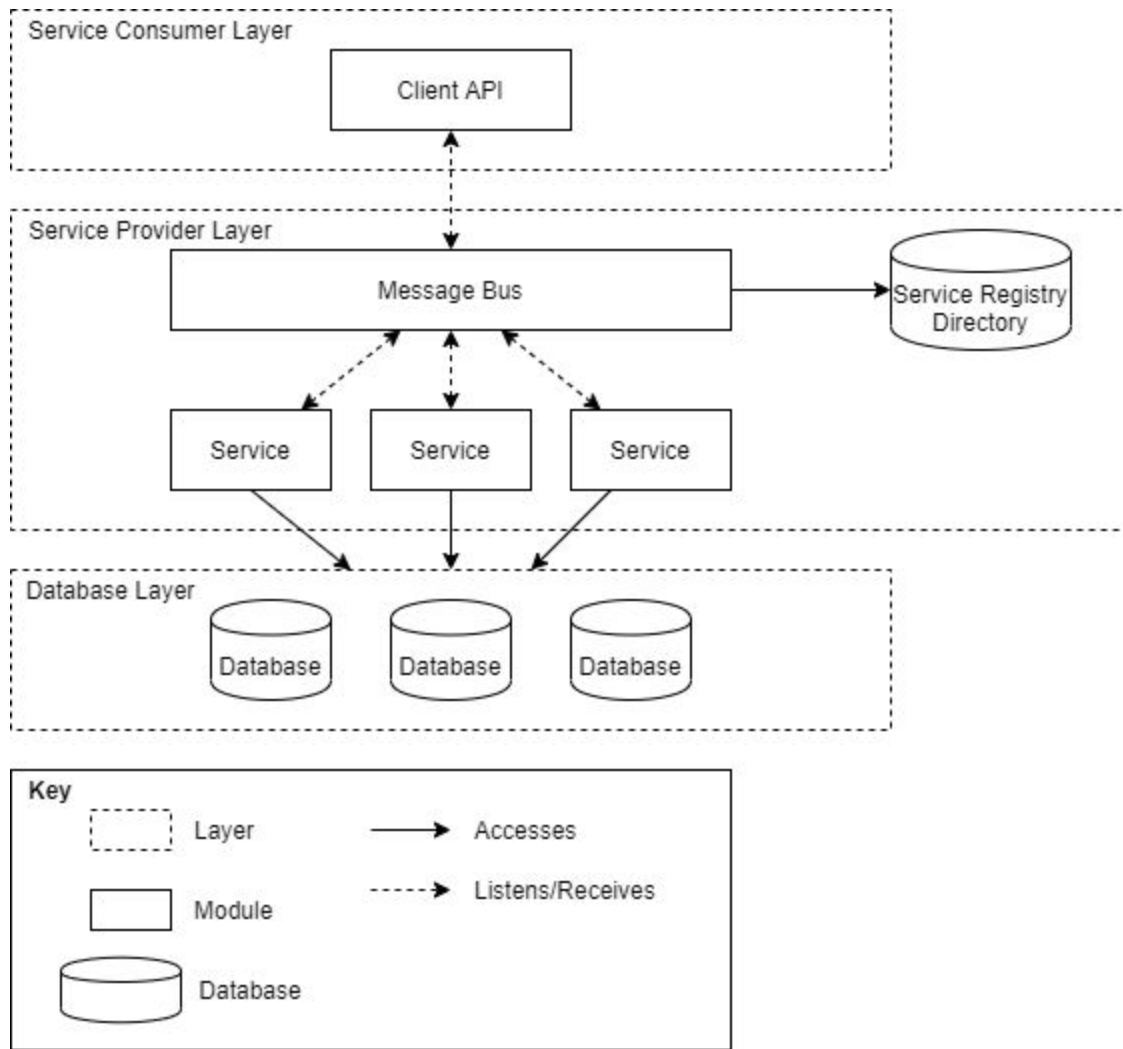 Service Consumer Layer
Client API
Service Provider Layer
Message Bus
Service Registry
Directory
Service
Service
Service
Database Layer
Database
Database
Database
Key
Layer
Accesses
Listens/Receives
Module
Database